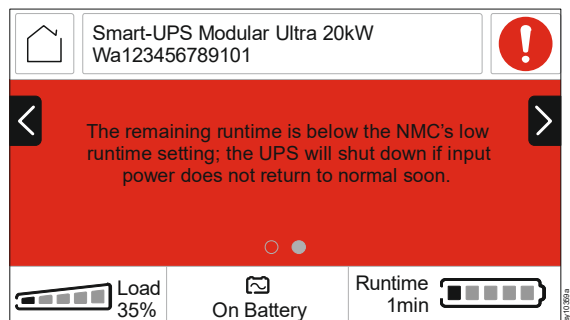 Smart-UPS Modular Ultra 20kW
Wa123456789101
The remaining runtime is below the NMC's low
runtime setting; the UPS will shut down if input
power does not return to normal soon.
Load
35%
On Battery
Runtime
1min